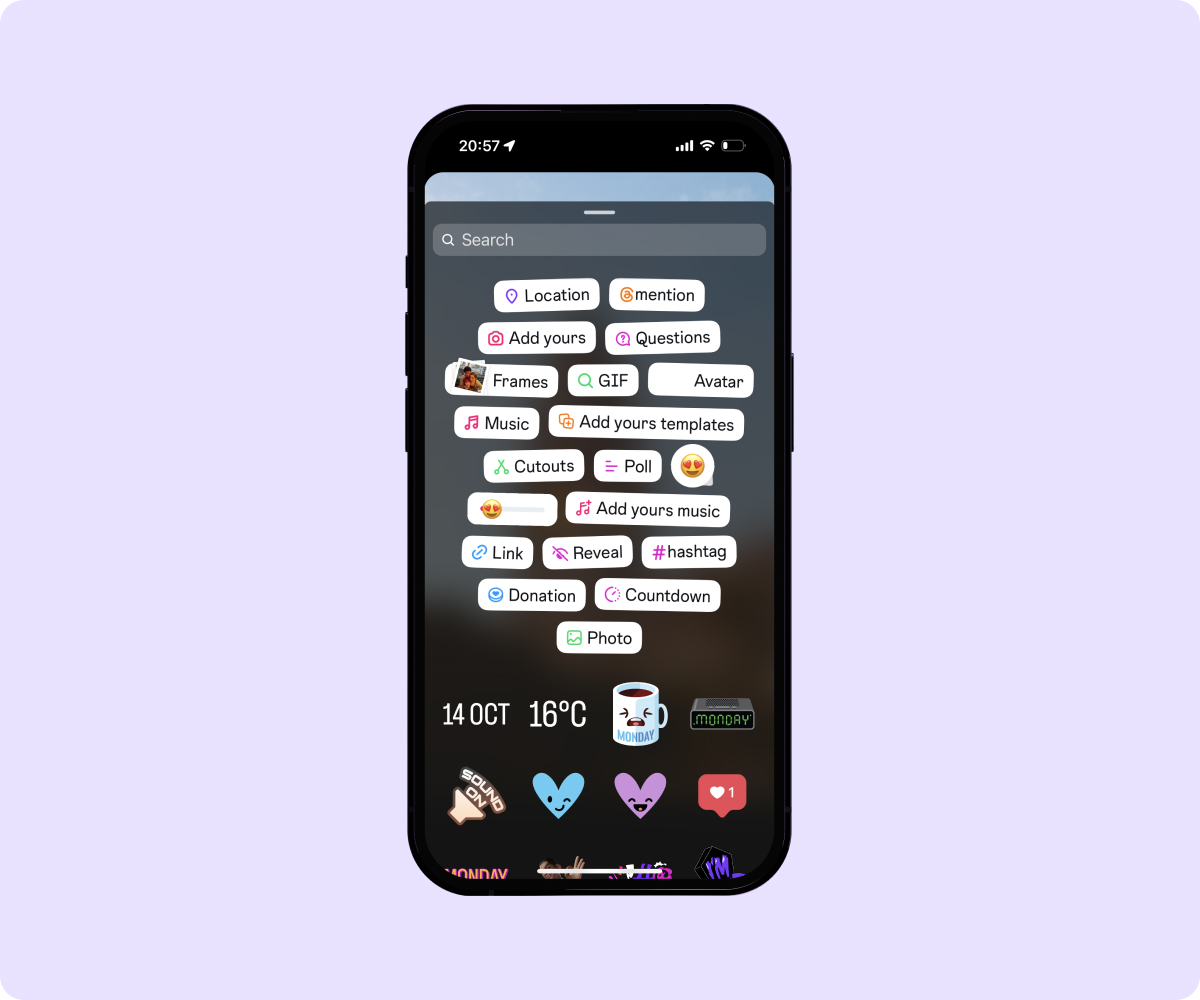 20:57
Search
Location @mention
Add yours Questions
Frames GIF Avatar
Music Add yours templates
Cutouts Poll
Add yours music
Link Reveal #hashtag
Donation Countdown
Photo
14 OCT 16°C MONDAY MONDAY
SOUND ON 1
MONDAY I'M